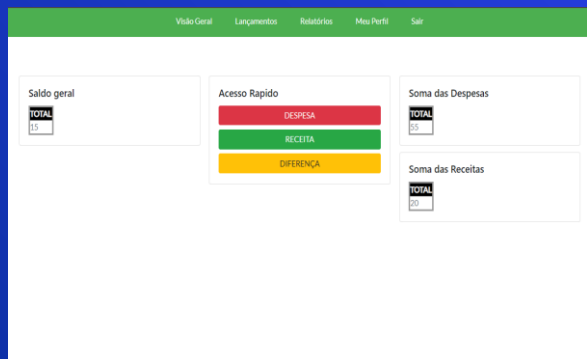 Visão Geral Lançamentos Relatórios Meu Perfil Sair
Saldo geral
TOTAL
15
Acesso Rapido
DESPESA
RECEITA
DIFERENÇA
Soma das Despesas
TOTAL
55
Soma das Receitas
TOTAL
20